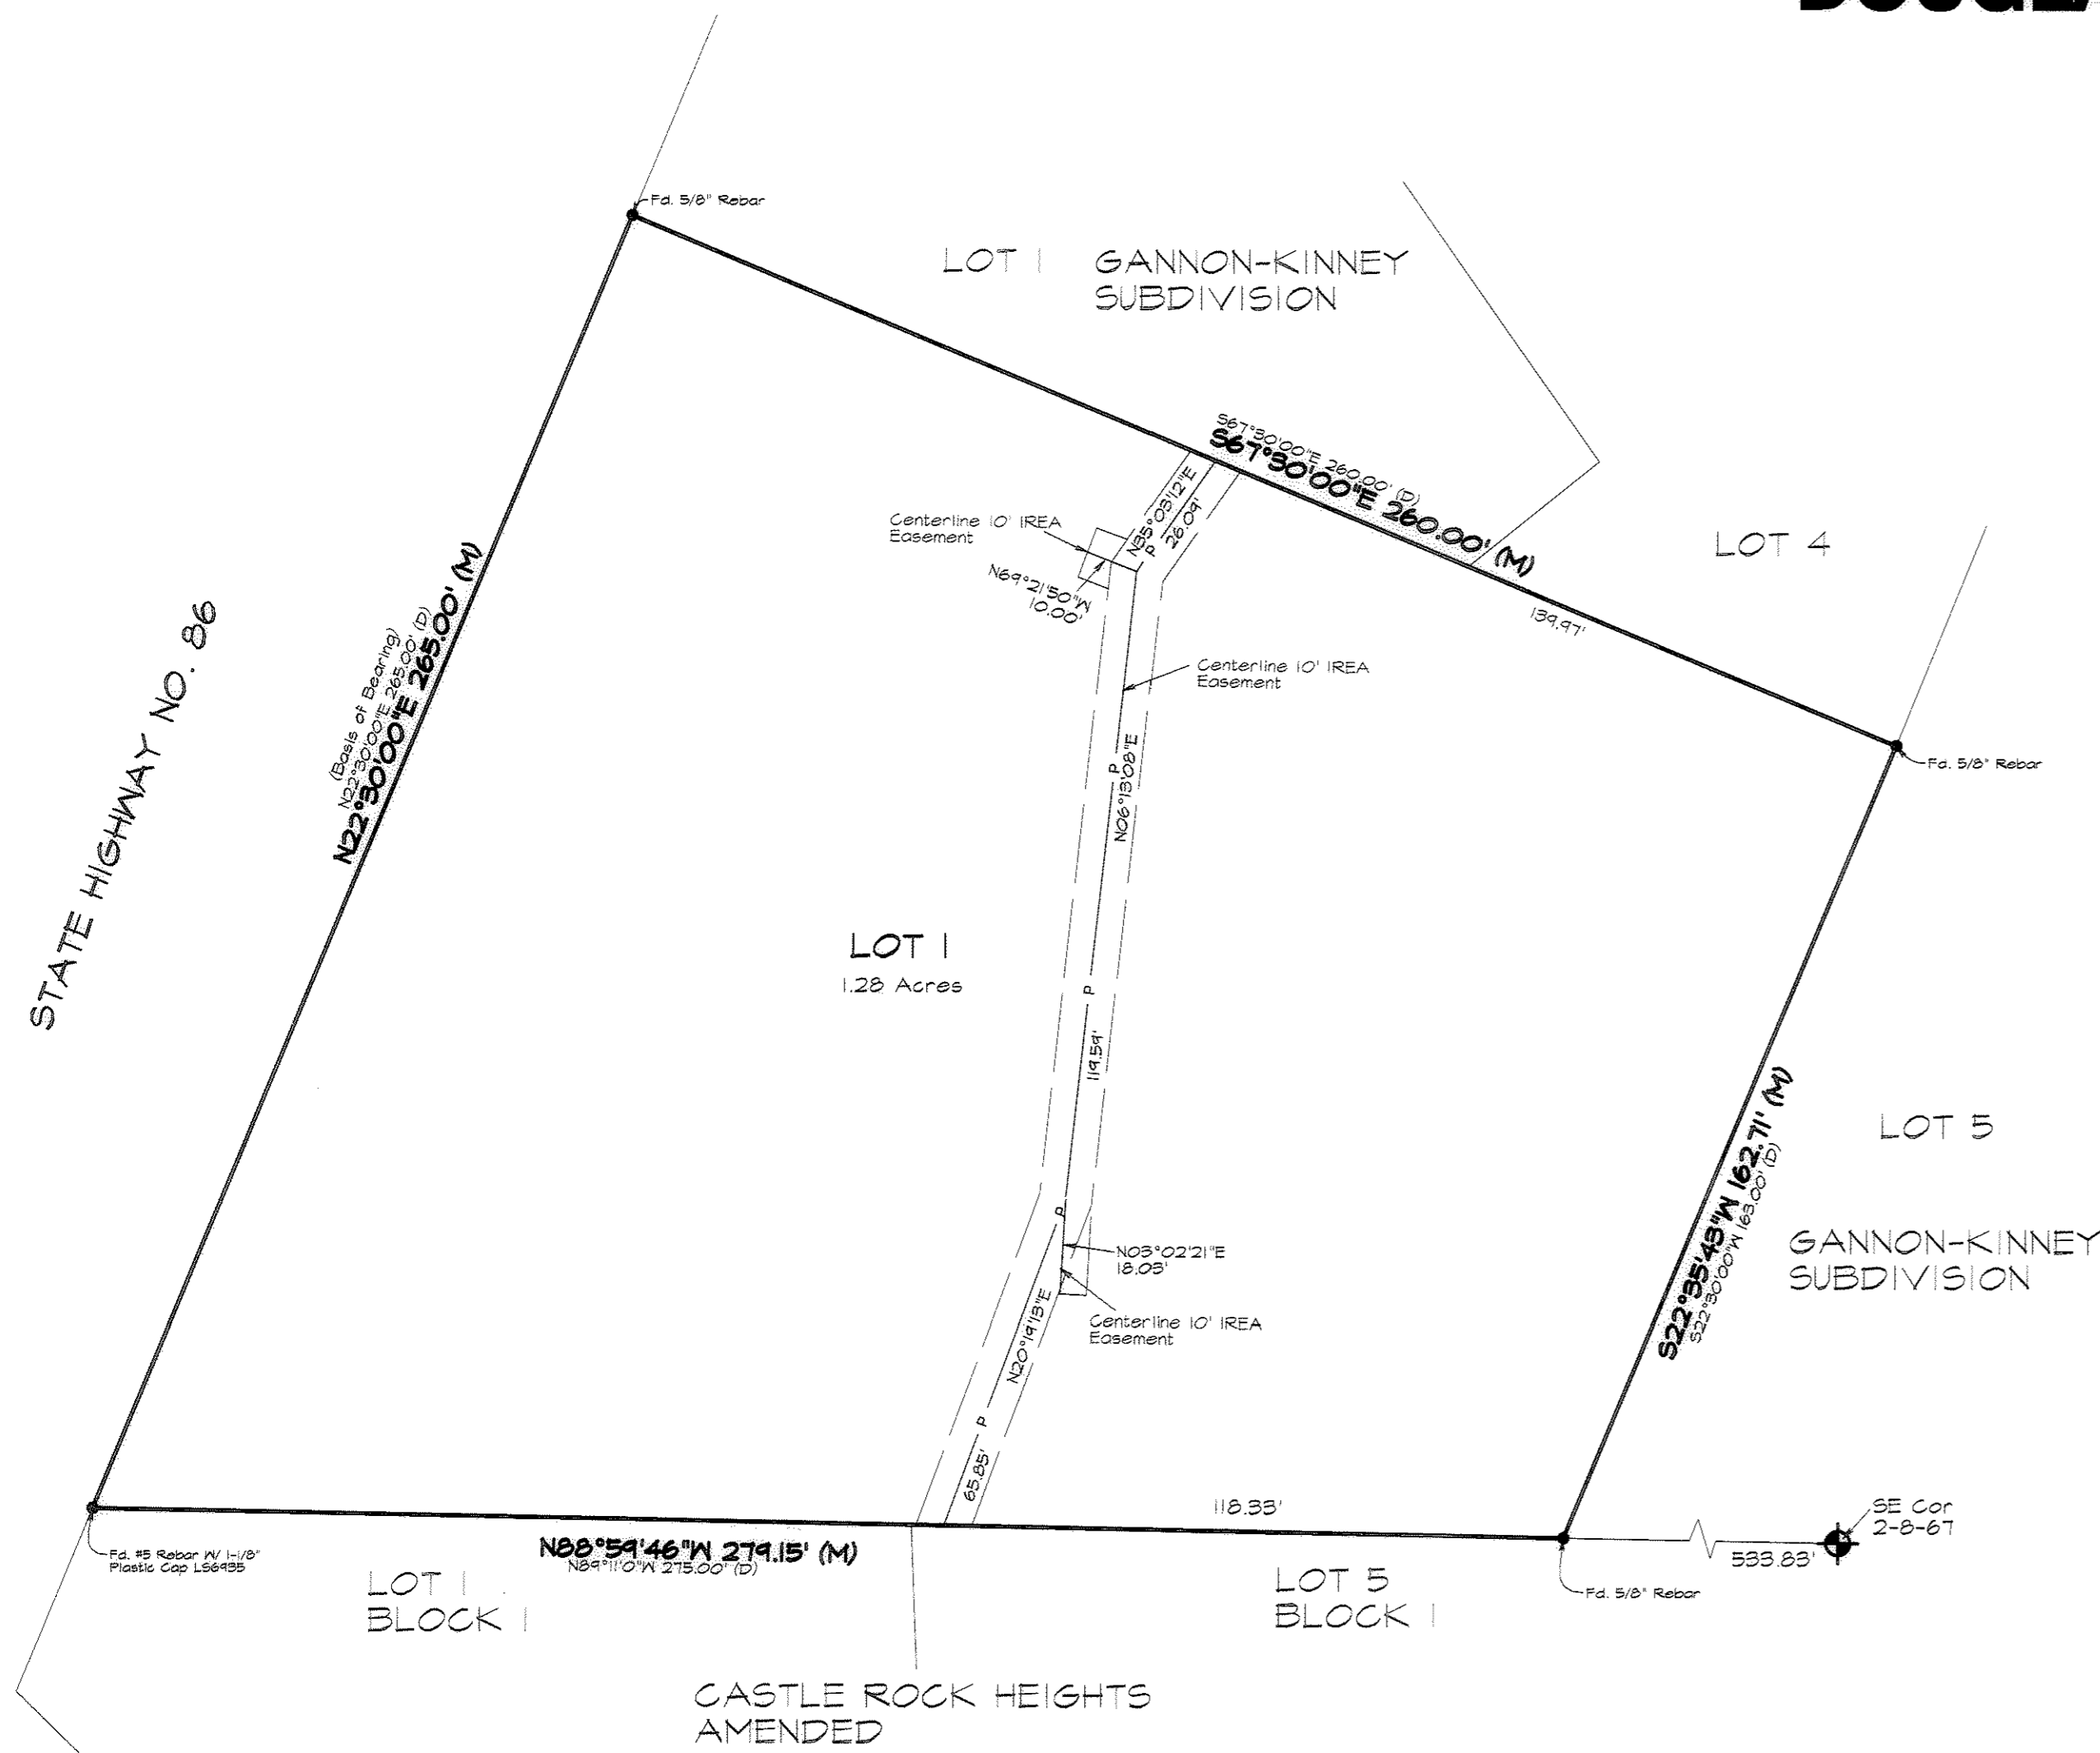 Fd. 5/8" Rebar
LOT 1 GANNON-KINNEY
SUBDIVISION
S67°30'00"E 260.00' (D)
S67°30'00"E 260.00' (M)
139.97'
LOT 4
N35°03'12"E
P
26.09'
Centerline 10' IREA
Easement
N69°21'50"W
10.00'
Centerline 10' IREA
Easement
(Basis of Bearing)
N22°30'00"E 265.00' (D)
N22°30'00"E 265.00' (M)
STATE HIGHWAY NO. 86
P
N06°13'08"E
Fd. 5/8" Rebar
LOT 1
1.28 Acres
P
119.59'
LOT 5
GANNON-KINNEY
SUBDIVISION
S22°35'43"W 162.71' (M)
S22°30'00"W 163.00' (D)
P
N03°02'21"E
18.03'
Centerline 10' IREA
Easement
N20°19'13"E
P
65.85'
118.33'
SE Cor
2-8-67
533.83'
Fd. 5/8" Rebar
Fd. #5 Rebar W/ 1-1/8"
Plastic Cap LS6935
N88°59'46"W 279.15' (M)
N89°11'0"W 275.00' (D)
LOT 1
BLOCK 1
LOT 5
BLOCK 1
CASTLE ROCK HEIGHTS
AMENDED